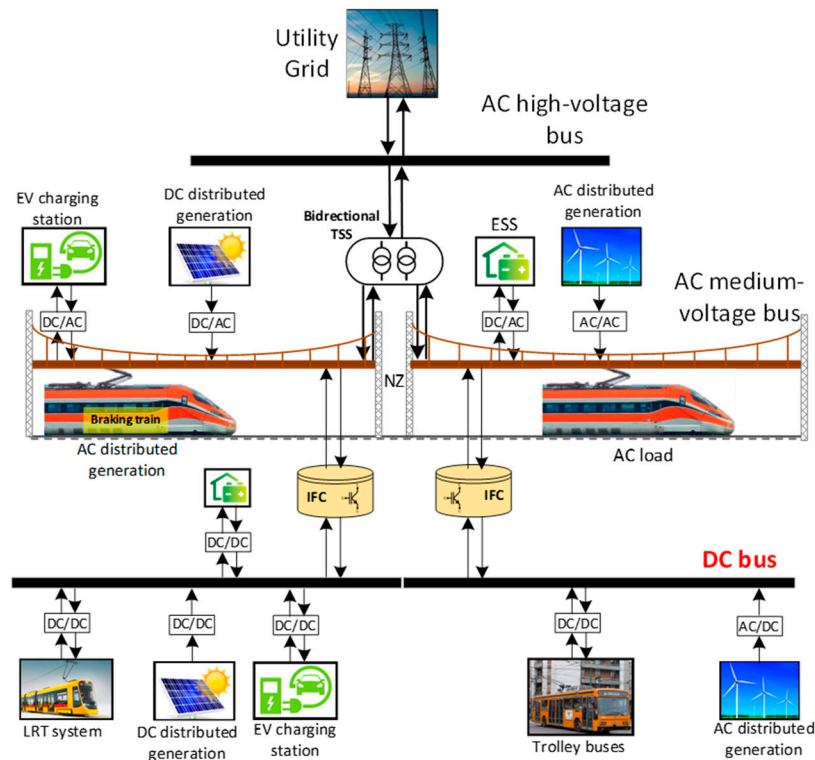 Utility
Grid
AC high-voltage
bus
EV charging
station
DC distributed
generation
Bidrectional
TSS
ESS
AC distributed
generation
AC medium-
voltage bus
DC/AC
DC/AC
DC/AC
AC/AC
NZ
Braking train
AC distributed
generation
AC load
IFC
IFC
DC/DC
DC bus
DC/DC
DC/DC
DC/DC
DC/DC
AC/DC
LRT system
DC distributed
generation
EV charging
station
Trolley buses
AC distributed
generation